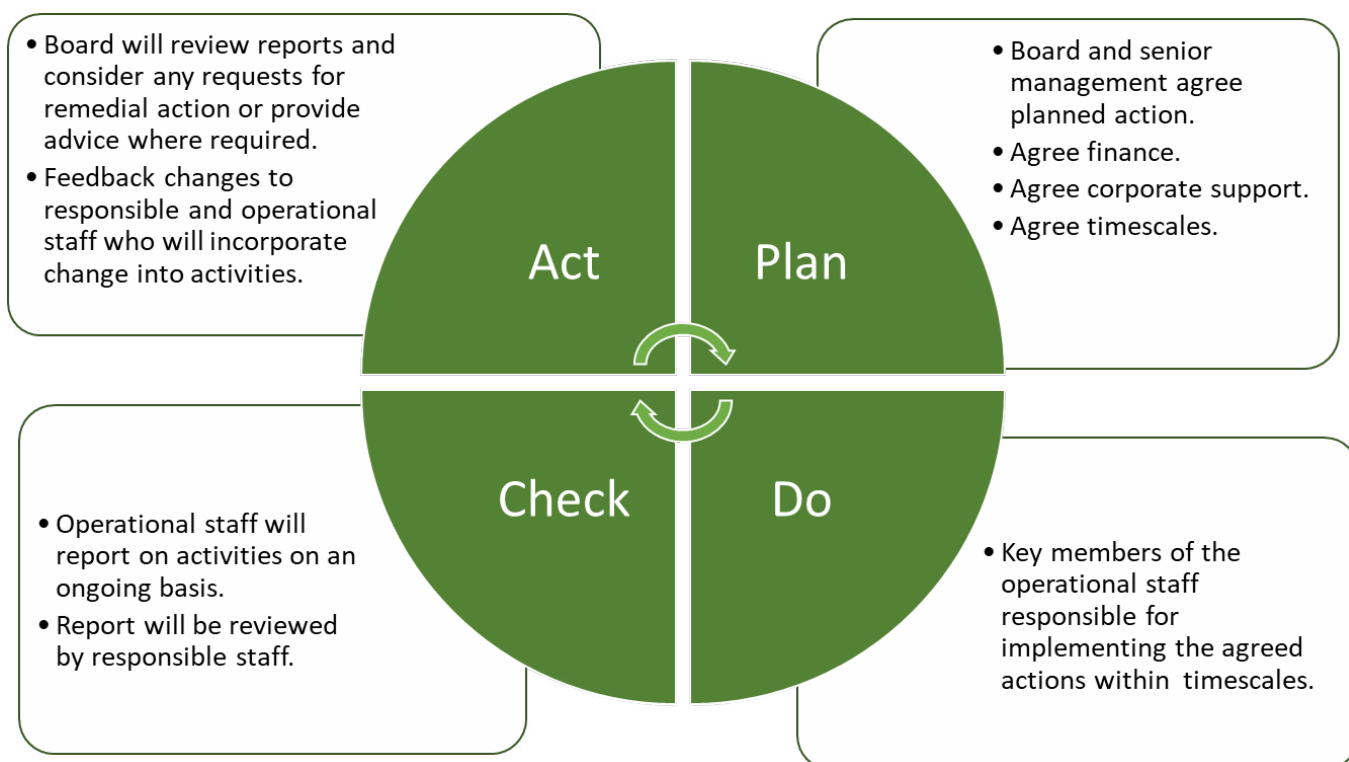 • Board will review reports and
consider any requests for
remedial action or provide
advice where required.
• Feedback changes to
responsible and operational
staff who will incorporate
change into activities.
• Board and senior
management agree
planned action.
• Agree finance.
• Agree corporate support.
• Agree timescales.
Act
Plan
Check
Do
• Operational staff will
report on activities on an
ongoing basis.
• Report will be reviewed
by responsible staff.
• Key members of the
operational staff
responsible for
implementing the agreed
actions within timescales.